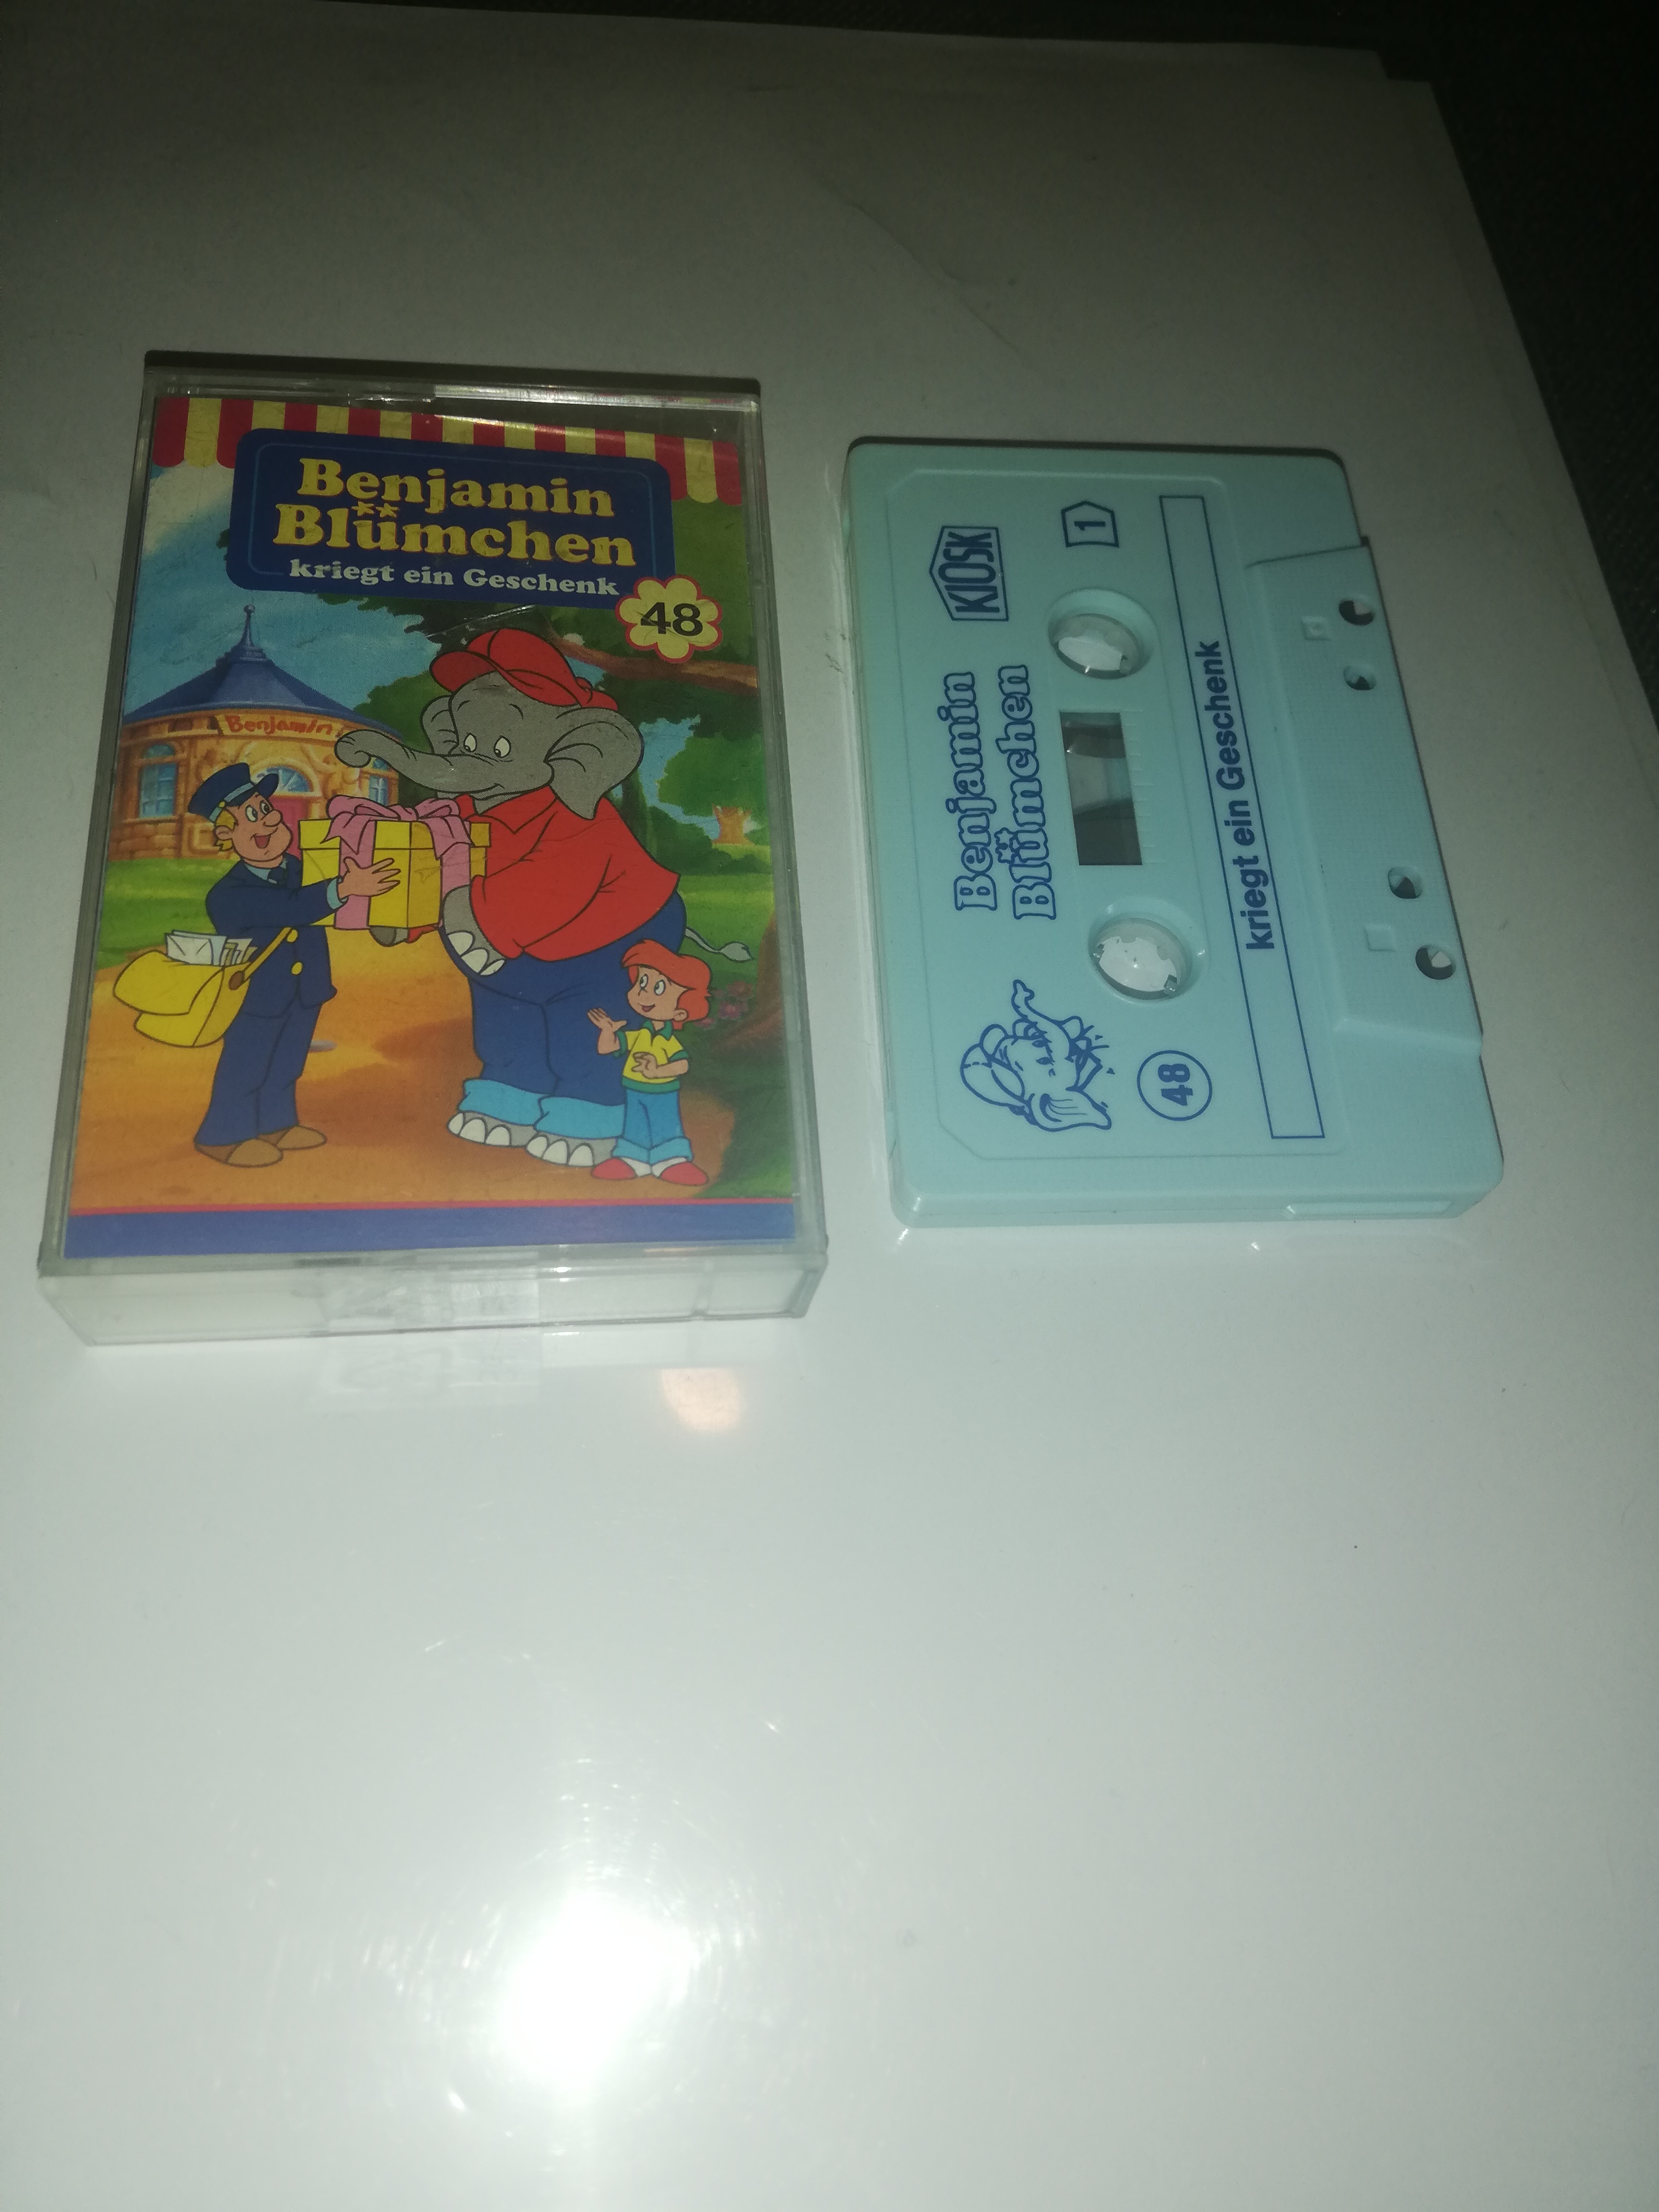 Benjamin
Blümchen
kriegt ein Geschenk
48
Benjamin
KIOSK
1
Benjamin
Blümchen
48
kriegt ein Geschenk